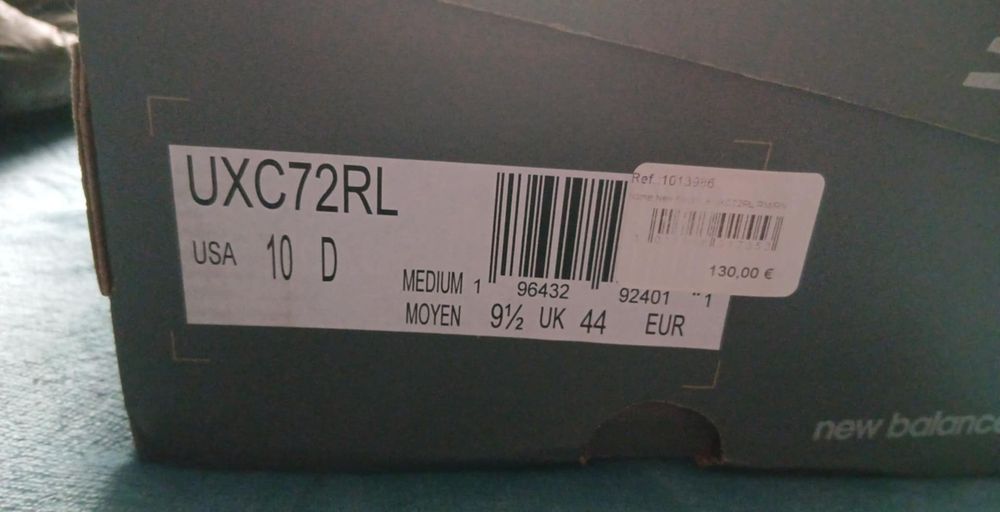 UXC72RL
USA 10 D
MEDIUM
MOYEN
1 96432 92401 1
9½ UK 44 EUR
Ref.:1013986
UXC72RL
130,00 €
new balance